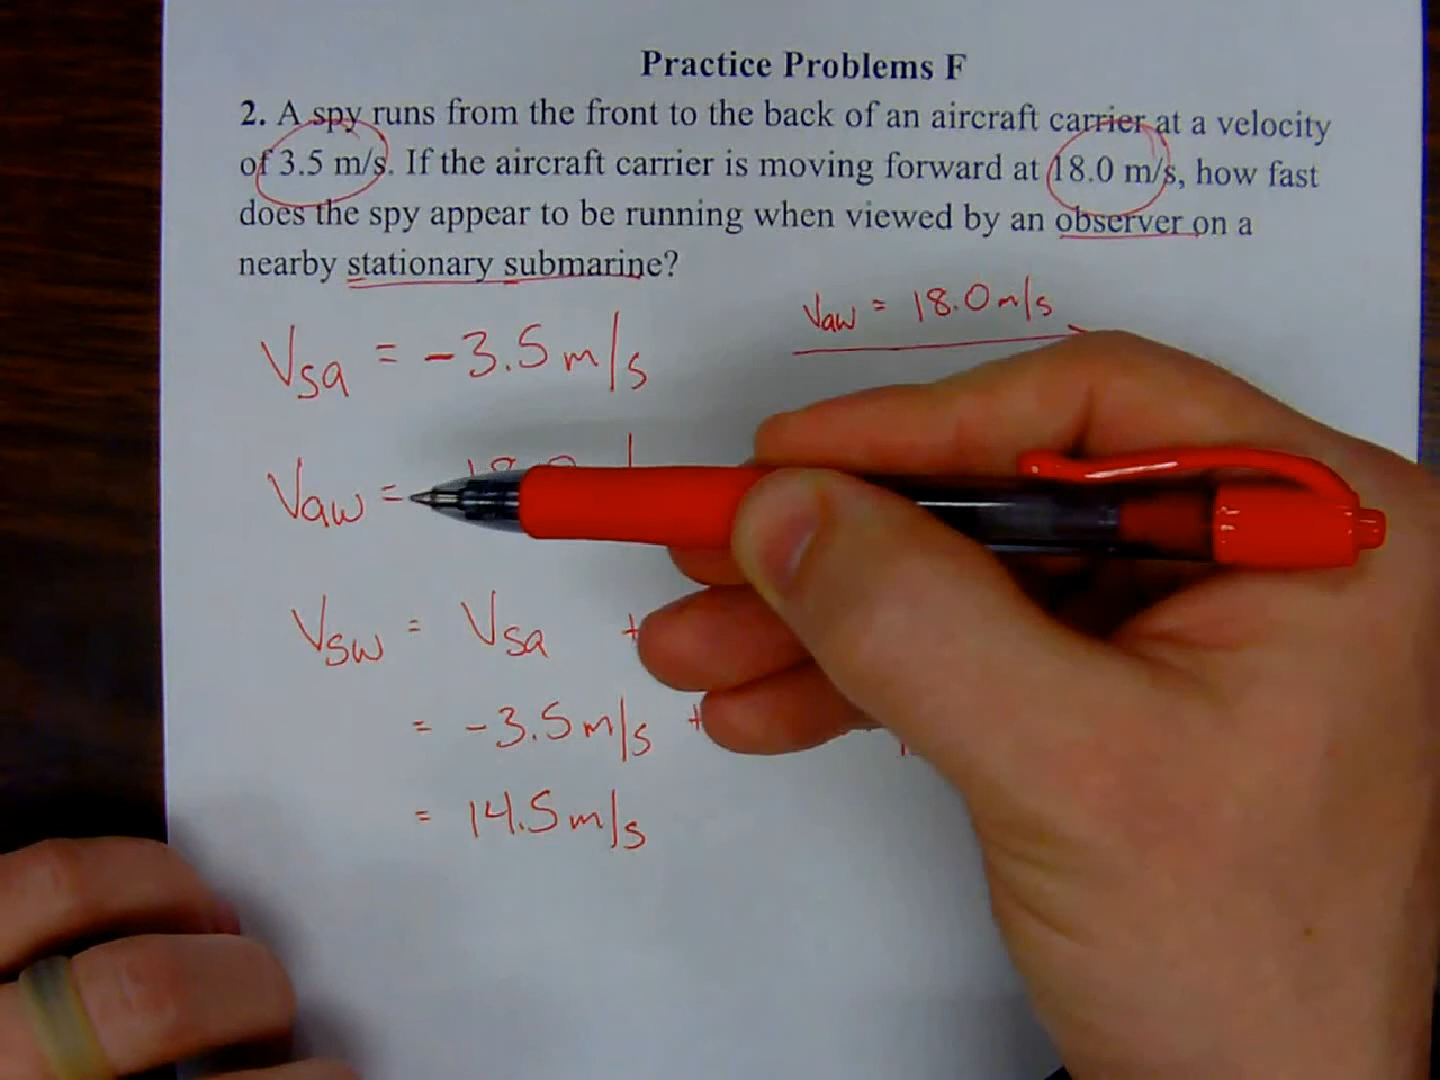 Practice Problems F
2. A spy runs from the front to the back of an aircraft carrier at a velocity
of 3.5 m/s. If the aircraft carrier is moving forward at 18.0 m/s, how fast
does the spy appear to be running when viewed by an observer on a
nearby stationary submarine?
Vaw = 18.0 m/s
Vsa = -3.5 m/s
Vaw =
Vsw = Vsa +
= -3.5 m/s +
= 14.5 m/s